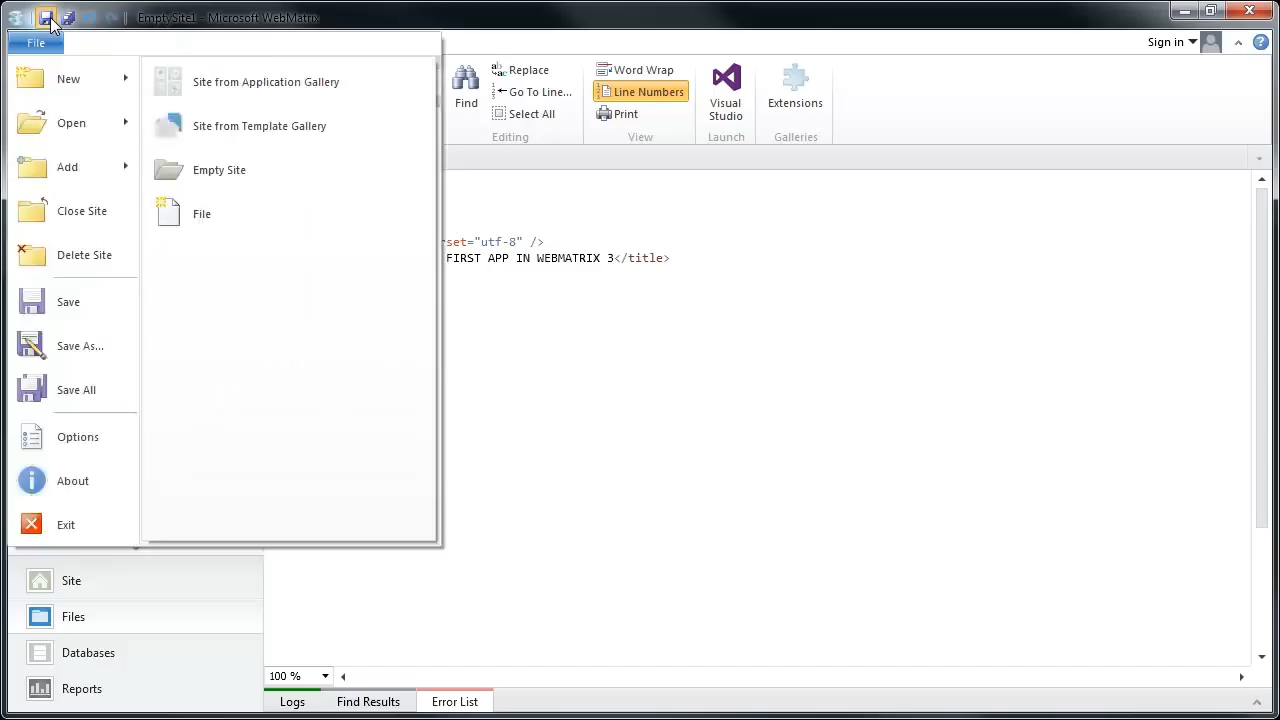 EmptySite1 - Microsoft WebMatrix
File
Sign in
New
Open
Add
Close Site
Delete Site
Save
Save As...
Save All
Options
About
Exit
Site from Application Gallery
Site from Template Gallery
Empty Site
File
Find
Replace
Go To Line...
Select All
Editing
Word Wrap
Line Numbers
Print
View
Visual
Studio
Launch
Extensions
Galleries
rset="utf-8" />
FIRST APP IN WEBMATRIX 3</title>
Site
Files
Databases
Reports
100 %
Logs
Find Results
Error List